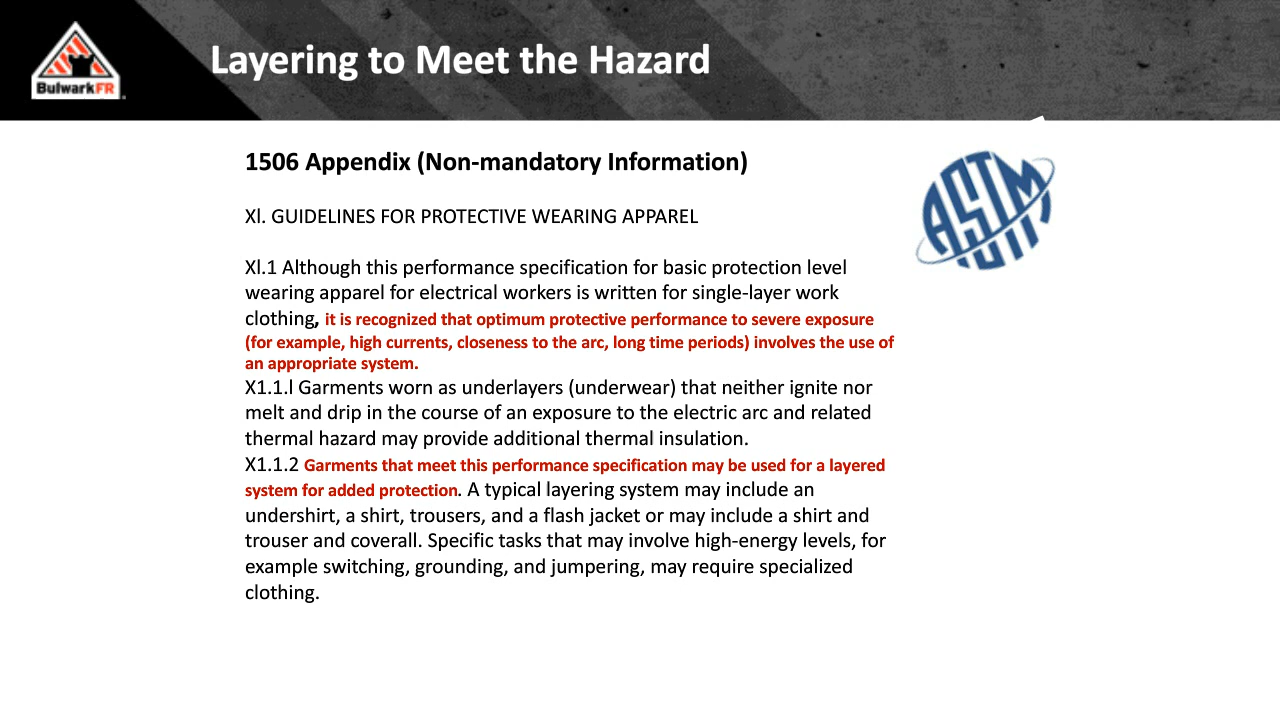 BulwarkFR
Layering to Meet the Hazard
1506 Appendix (Non-mandatory Information)
ASTM
Xl. GUIDELINES FOR PROTECTIVE WEARING APPAREL
Xl.1 Although this performance specification for basic protection level
wearing apparel for electrical workers is written for single-layer work
clothing, it is recognized that optimum protective performance to severe exposure
(for example, high currents, closeness to the arc, long time periods) involves the use of
an appropriate system.
X1.1.l Garments worn as underlayers (underwear) that neither ignite nor
melt and drip in the course of an exposure to the electric arc and related
thermal hazard may provide additional thermal insulation.
X1.1.2 Garments that meet this performance specification may be used for a layered
system for added protection. A typical layering system may include an
undershirt, a shirt, trousers, and a flash jacket or may include a shirt and
trouser and coverall. Specific tasks that may involve high-energy levels, for
example switching, grounding, and jumpering, may require specialized
clothing.